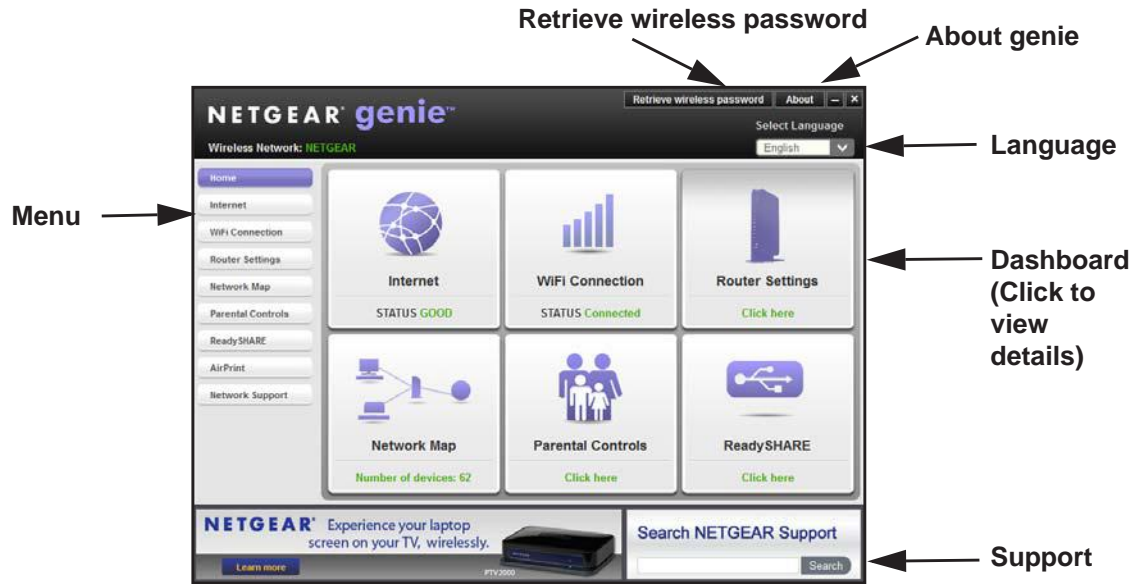 Retrieve wireless password
About genie
Retrieve wireless password
About
NETGEAR® genie™
Select Language
Wireless Network: NETGEAR
English
Language
Menu
Home
Internet
WiFi Connection
Router Settings
Network Map
Parental Controls
ReadySHARE
AirPrint
Network Support
Internet
STATUS GOOD
WiFi Connection
STATUS Connected
Router Settings
Click here
Dashboard
(Click to
view
details)
Network Map
Number of devices: 62
Parental Controls
Click here
ReadySHARE
Click here
NETGEAR® Experience your laptop
screen on your TV, wirelessly.
Learn more
PTV2000
Search NETGEAR Support
Search
Support